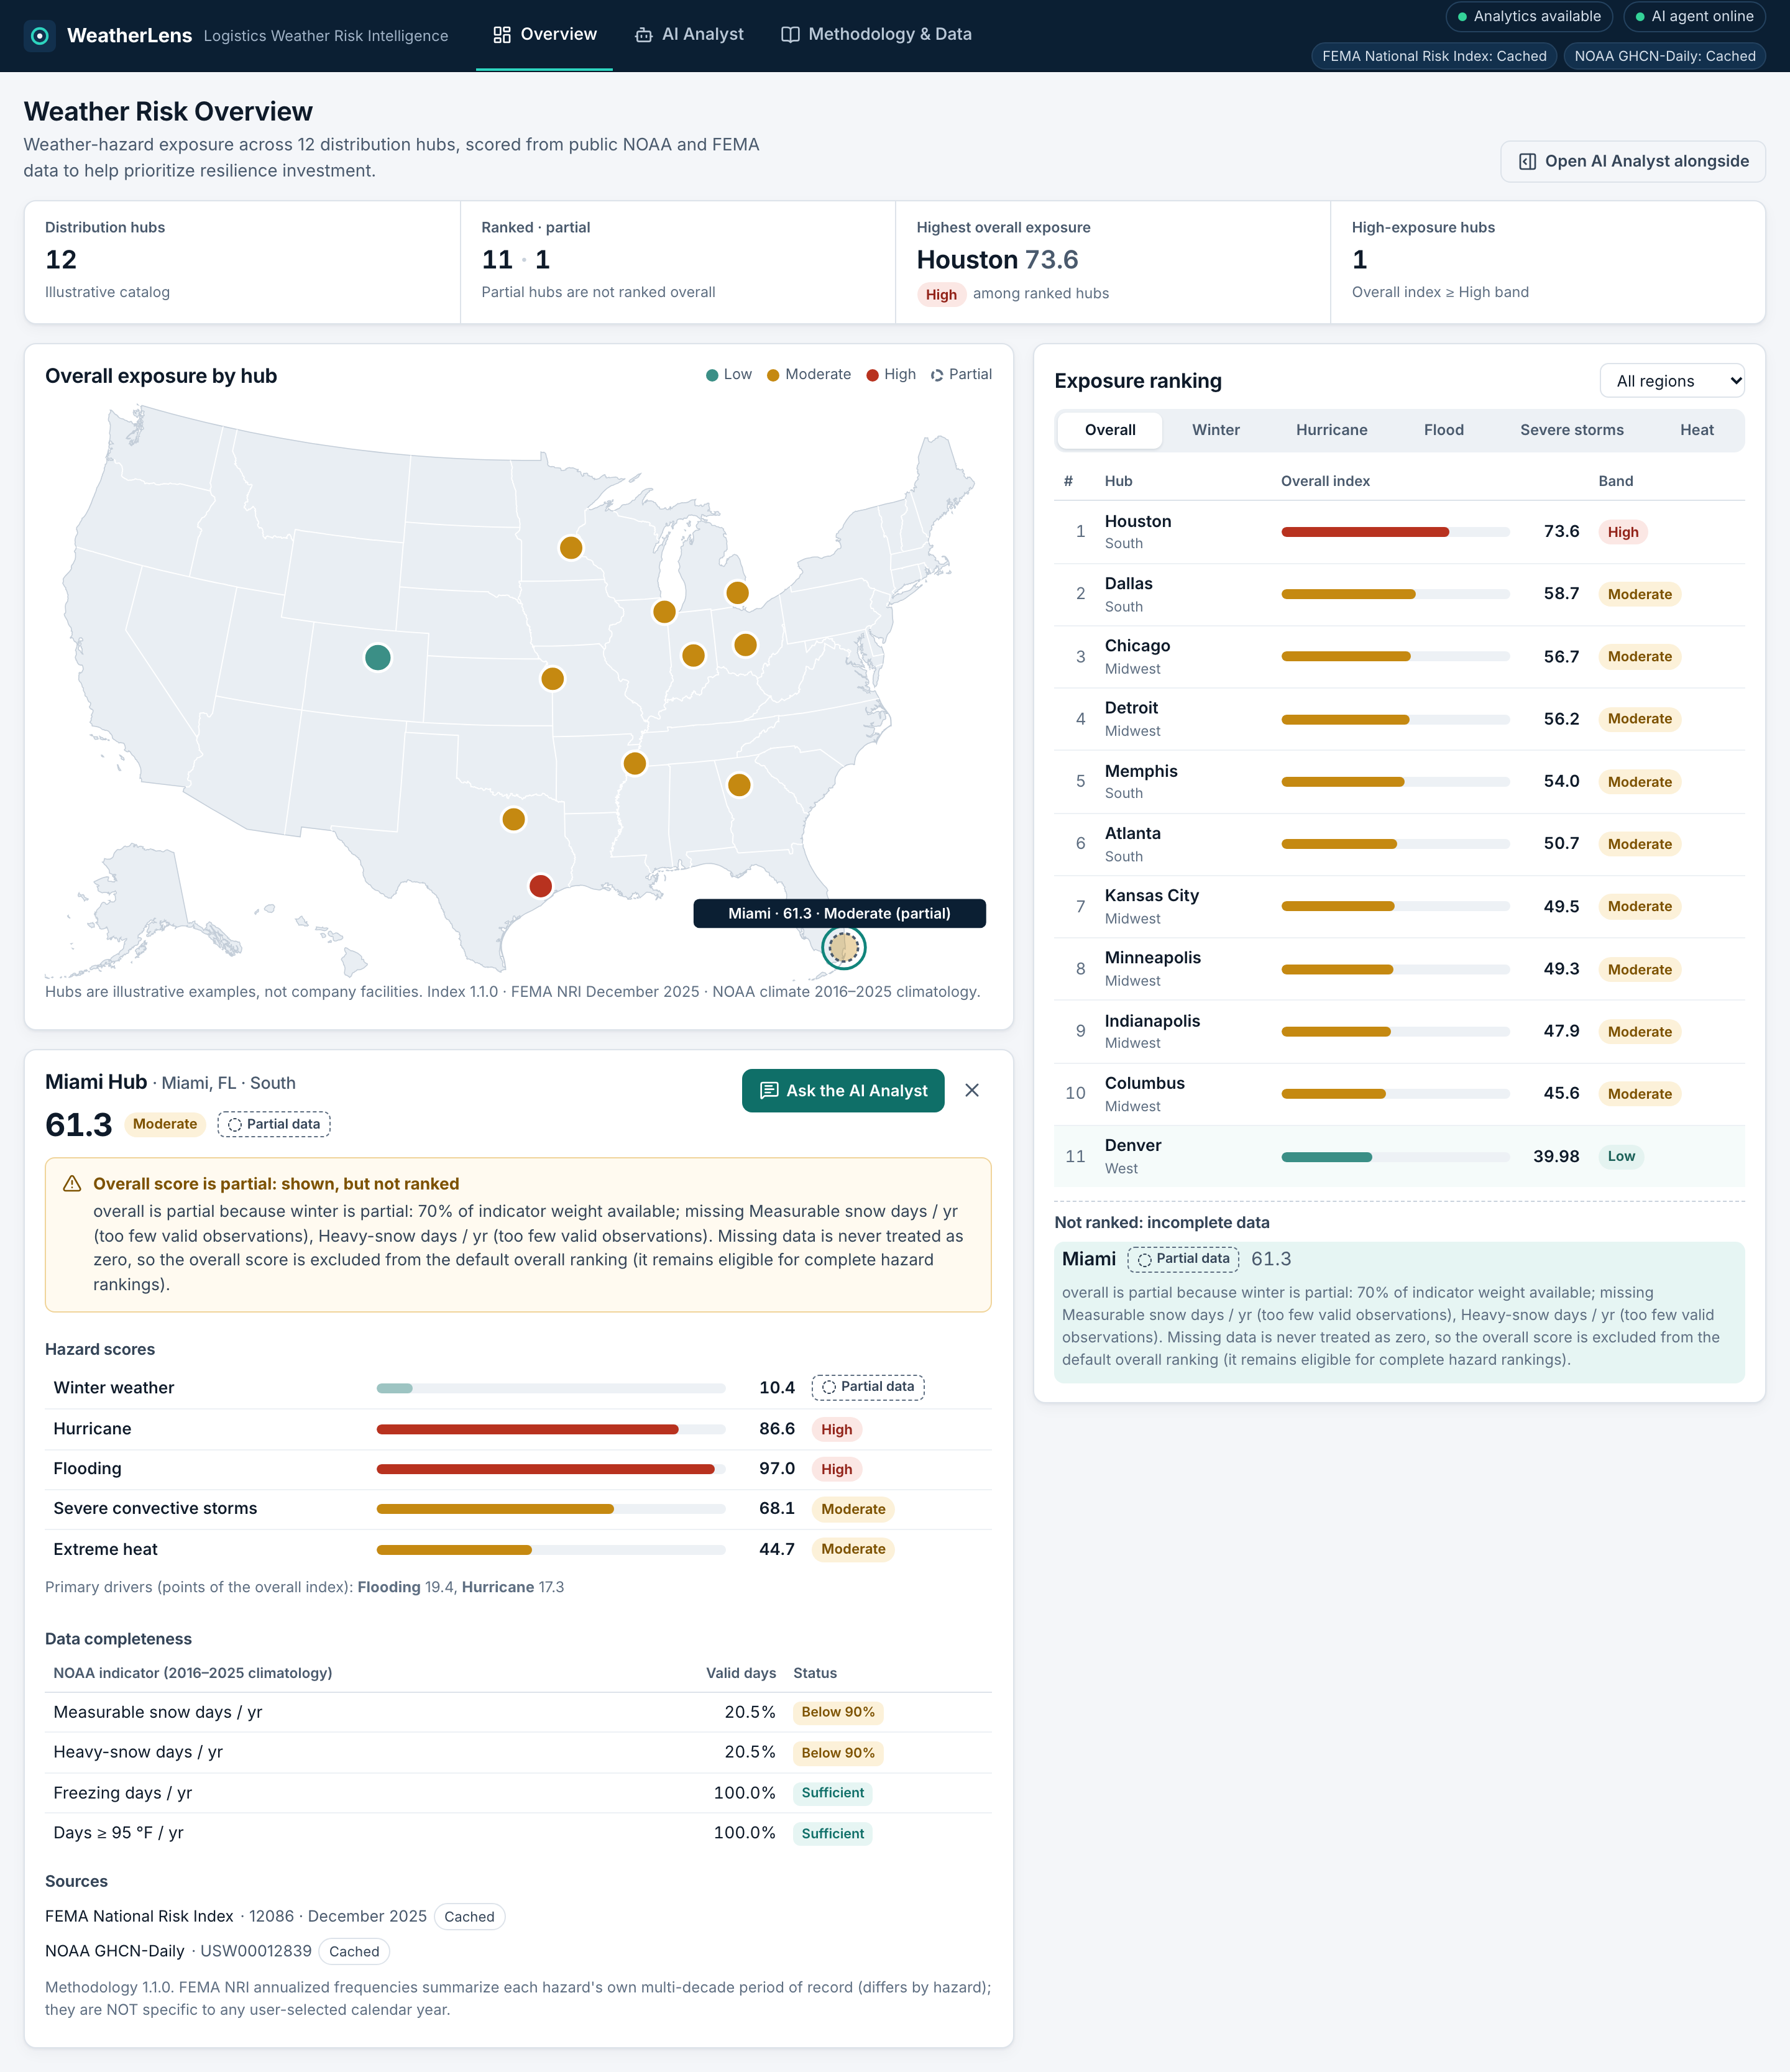 WeatherLens Logistics Weather Risk Intelligence
Overview
AI Analyst
Methodology & Data
Analytics available
AI agent online
FEMA National Risk Index: Cached
NOAA GHCN-Daily: Cached
Weather Risk Overview
Weather-hazard exposure across 12 distribution hubs, scored from public NOAA and FEMA
data to help prioritize resilience investment.
Open AI Analyst alongside
Distribution hubs
12
Illustrative catalog
Ranked · partial
11 · 1
Partial hubs are not ranked overall
Highest overall exposure
Houston 73.6
High among ranked hubs
High-exposure hubs
1
Overall index ≥ High band
Overall exposure by hub
Low
Moderate
High
Partial
Miami · 61.3 · Moderate (partial)
Hubs are illustrative examples, not company facilities. Index 1.1.0 · FEMA NRI December 2025 · NOAA climate 2016–2025 climatology.
Miami Hub · Miami, FL · South
61.3 Moderate Partial data
Ask the AI Analyst
Overall score is partial: shown, but not ranked
overall is partial because winter is partial: 70% of indicator weight available; missing Measurable snow days / yr
(too few valid observations), Heavy-snow days / yr (too few valid observations). Missing data is never treated as
zero, so the overall score is excluded from the default overall ranking (it remains eligible for complete hazard
rankings).
Hazard scores
Winter weather 10.4 Partial data
Hurricane 86.6 High
Flooding 97.0 High
Severe convective storms 68.1 Moderate
Extreme heat 44.7 Moderate
Primary drivers (points of the overall index): Flooding 19.4, Hurricane 17.3
Data completeness
NOAA indicator (2016–2025 climatology) Valid days Status
Measurable snow days / yr 20.5% Below 90%
Heavy-snow days / yr 20.5% Below 90%
Freezing days / yr 100.0% Sufficient
Days ≥ 95 °F / yr 100.0% Sufficient
Sources
FEMA National Risk Index · 12086 · December 2025 Cached
NOAA GHCN-Daily · USW00012839 Cached
Methodology 1.1.0. FEMA NRI annualized frequencies summarize each hazard's own multi-decade period of record (differs by hazard);
they are NOT specific to any user-selected calendar year.
Exposure ranking
All regions
Overall Winter Hurricane Flood Severe storms Heat
# Hub Overall index Band
1 Houston 73.6 High
South
2 Dallas 58.7 Moderate
South
3 Chicago 56.7 Moderate
Midwest
4 Detroit 56.2 Moderate
Midwest
5 Memphis 54.0 Moderate
South
6 Atlanta 50.7 Moderate
South
7 Kansas City 49.5 Moderate
Midwest
8 Minneapolis 49.3 Moderate
Midwest
9 Indianapolis 47.9 Moderate
Midwest
10 Columbus 45.6 Moderate
Midwest
11 Denver 39.98 Low
West
Not ranked: incomplete data
Miami Partial data 61.3
overall is partial because winter is partial: 70% of indicator weight available; missing
Measurable snow days / yr (too few valid observations), Heavy-snow days / yr (too few valid
observations). Missing data is never treated as zero, so the overall score is excluded from the
default overall ranking (it remains eligible for complete hazard rankings).